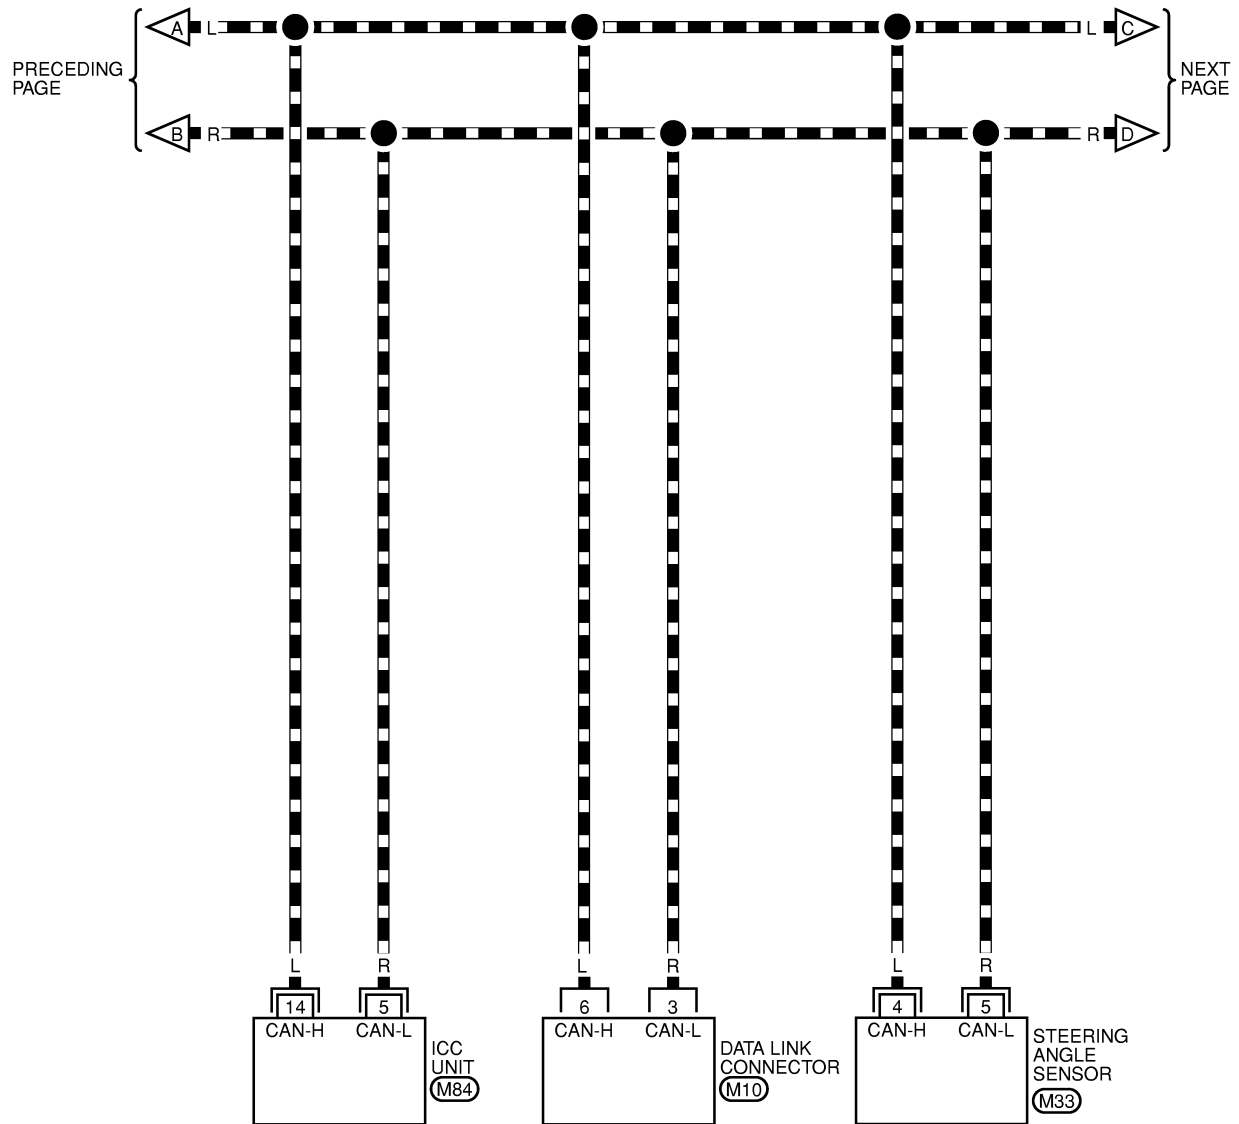 A L L C
PRECEDING
PAGE
NEXT
PAGE
B R R D
L R L R L R
14 5 6 3 4 5
CAN-H CAN-L CAN-H CAN-L CAN-H CAN-L
ICC
UNIT
M84
DATA LINK
CONNECTOR
M10
STEERING
ANGLE
SENSOR
M33